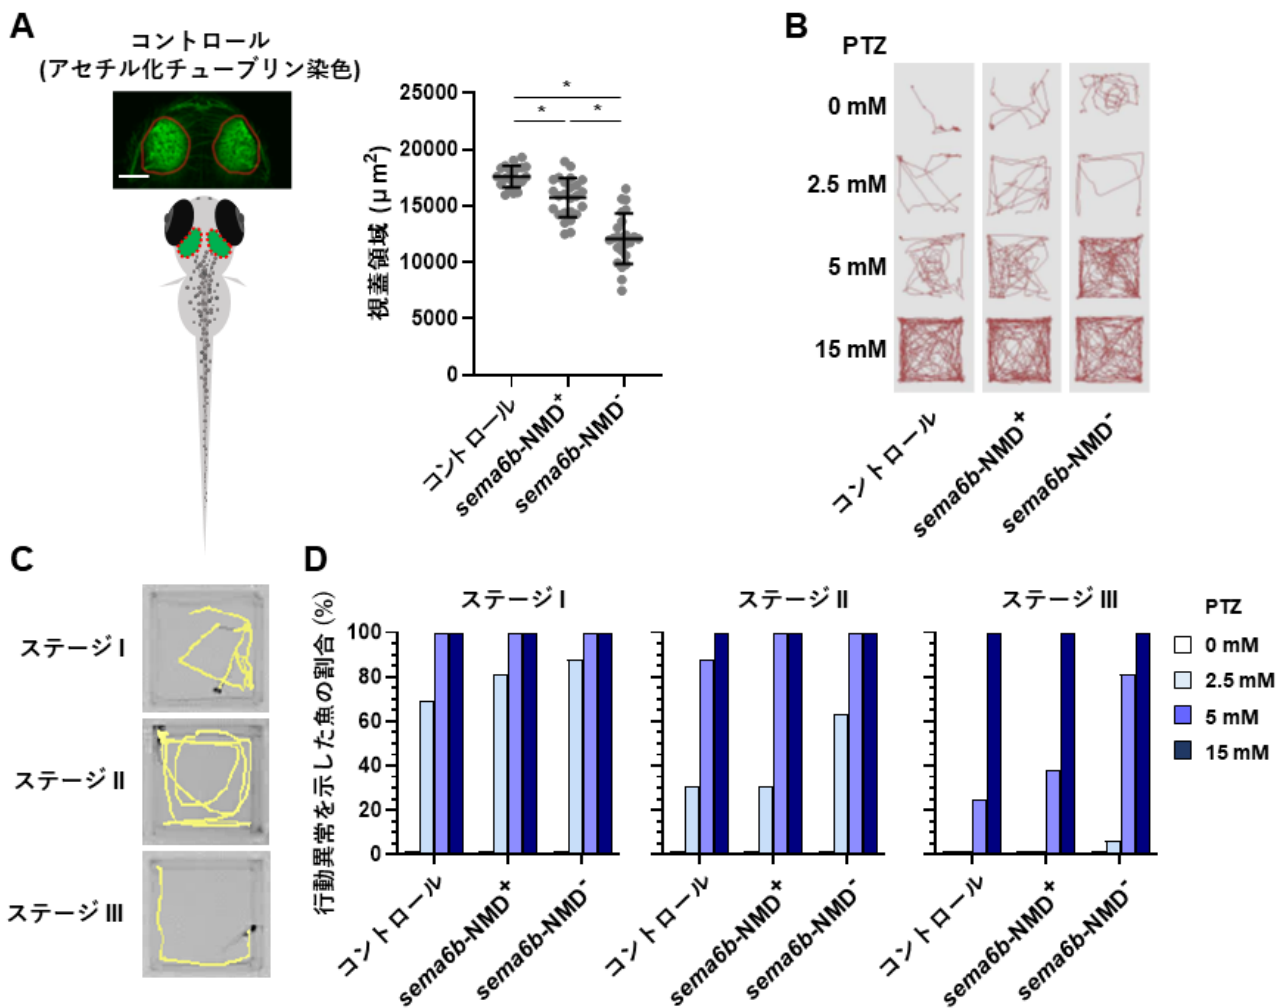 A
コントロール
(アセチル化チューブリン染色)
視蓋領域 (μm²)
25000
20000
15000
10000
5000
0
*
*
*
コントロール
sema6b-NMD⁺
sema6b-NMD⁻
B
PTZ
0 mM
2.5 mM
5 mM
15 mM
コントロール
sema6b-NMD⁺
sema6b-NMD⁻
C
ステージ I
ステージ II
ステージ III
D
行動異常を示した魚の割合 (%)
ステージ I
ステージ II
ステージ III
100
80
60
40
20
0
コントロール
sema6b-NMD⁺
sema6b-NMD⁻
コントロール
sema6b-NMD⁺
sema6b-NMD⁻
コントロール
sema6b-NMD⁺
sema6b-NMD⁻
PTZ
0 mM
2.5 mM
5 mM
15 mM